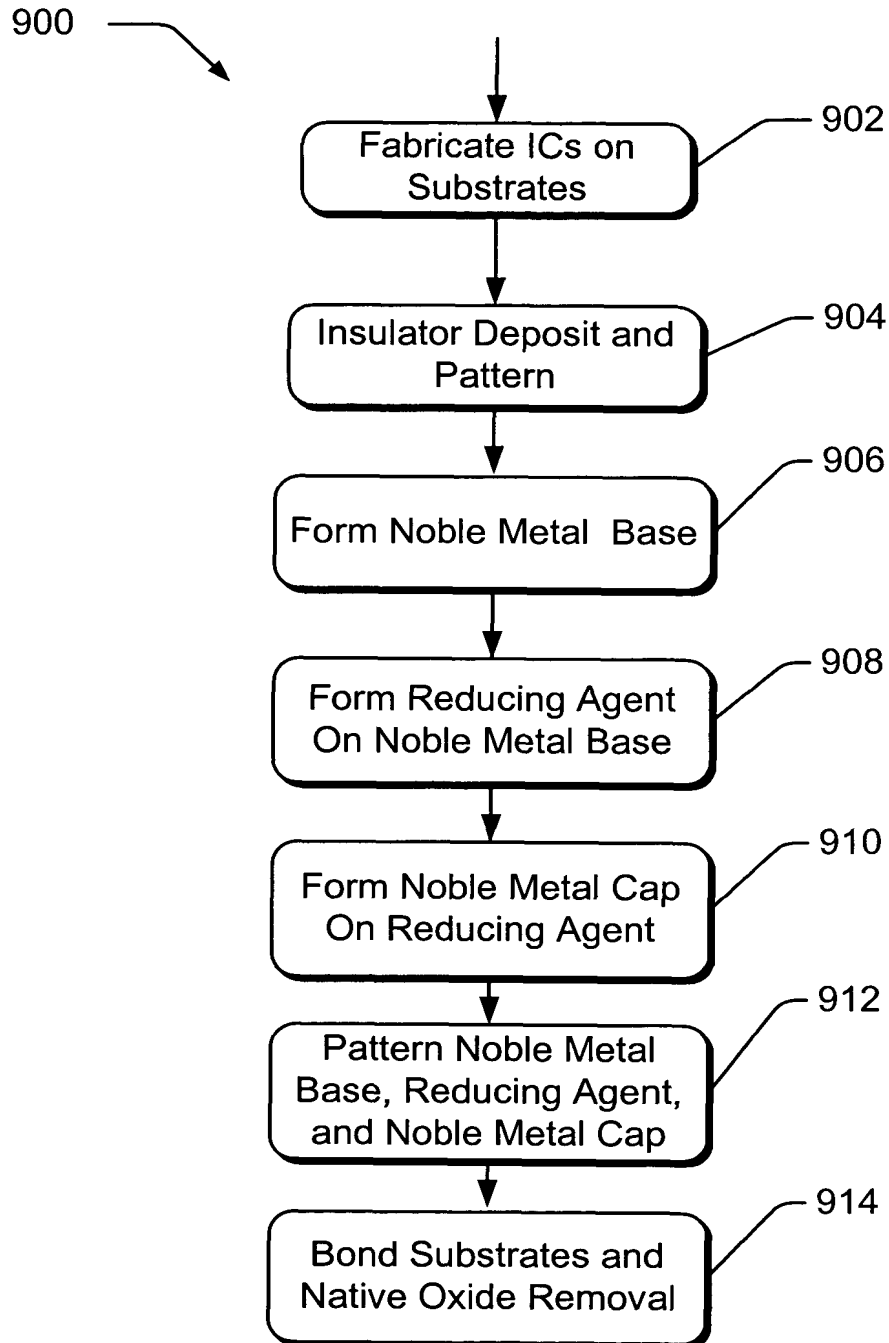 900
902
Fabricate ICs on
Substrates
904
Insulator Deposit and
Pattern
906
Form Noble Metal Base
908
Form Reducing Agent
On Noble Metal Base
910
Form Noble Metal Cap
On Reducing Agent
912
Pattern Noble Metal
Base, Reducing Agent,
and Noble Metal Cap
914
Bond Substrates and
Native Oxide Removal